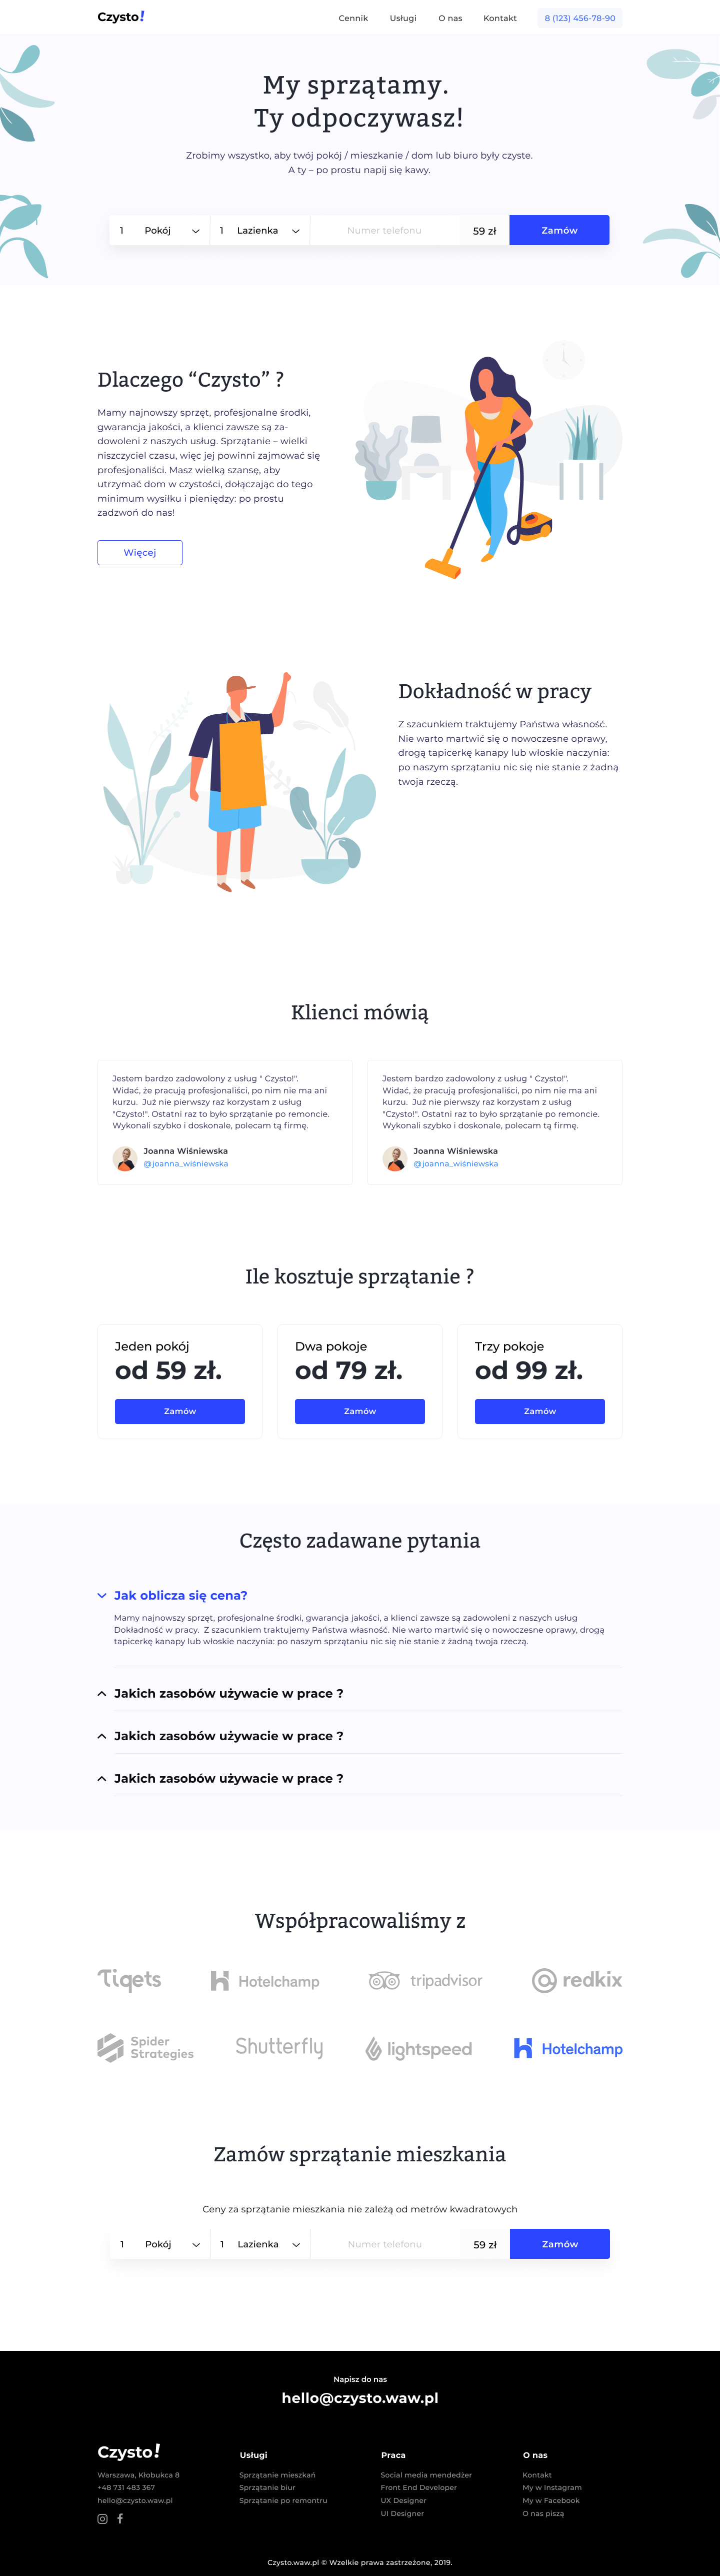 Czysto!
Cennik Usługi O nas Kontakt 8 (123) 456-78-90
My sprzątamy.
Ty odpoczywasz!
Zrobimy wszystko, aby twój pokój / mieszkanie / dom lub biuro były czyste.
A ty – po prostu napij się kawy.
1 Pokój 1 Lazienka Numer telefonu 59 zł Zamów
Dlaczego “Czysto” ?
Mamy najnowszy sprzęt, profesjonalne środki,
gwarancja jakości, a klienci zawsze są za-
dowoleni z naszych usług. Sprzątanie – wielki
niszczyciel czasu, więc jej powinni zajmować się
profesjonaliści. Masz wielką szansę, aby
utrzymać dom w czystości, dołączając do tego
minimum wysiłku i pieniędzy: po prostu
zadzwoń do nas!
Więcej
Dokładność w pracy
Z szacunkiem traktujemy Państwa własność.
Nie warto martwić się o nowoczesne oprawy,
drogą tapicerkę kanapy lub włoskie naczynia:
po naszym sprzątaniu nic się nie stanie z żadną
twoja rzeczą.
Klienci mówią
Jestem bardzo zadowolony z usług " Czysto!".
Widać, że pracują profesjonaliści, po nim nie ma ani
kurzu.  Już nie pierwszy raz korzystam z usług
"Czysto!". Ostatni raz to było sprzątanie po remoncie.
Wykonali szybko i doskonale, polecam tą firmę.
Joanna Wiśniewska
@joanna_wiśniewska
Jestem bardzo zadowolony z usług " Czysto!".
Widać, że pracują profesjonaliści, po nim nie ma ani
kurzu.  Już nie pierwszy raz korzystam z usług
"Czysto!". Ostatni raz to było sprzątanie po remoncie.
Wykonali szybko i doskonale, polecam tą firmę.
Joanna Wiśniewska
@joanna_wiśniewska
Ile kosztuje sprzątanie ?
Jeden pokój
od 59 zł.
Zamów
Dwa pokoje
od 79 zł.
Zamów
Trzy pokoje
od 99 zł.
Zamów
Często zadawane pytania
Jak oblicza się cena?
Mamy najnowszy sprzęt, profesjonalne środki, gwarancja jakości, a klienci zawsze są zadowoleni z naszych usług
Dokładność w pracy.  Z szacunkiem traktujemy Państwa własność. Nie warto martwić się o nowoczesne oprawy, drogą
tapicerkę kanapy lub włoskie naczynia: po naszym sprzątaniu nic się nie stanie z żadną twoja rzeczą.
Jakich zasobów używacie w prace ?
Jakich zasobów używacie w prace ?
Jakich zasobów używacie w prace ?
Współpracowaliśmy z
Tiqets Hotelchamp tripadvisor redkix
Spider
Strategies
Shutterfly lightspeed Hotelchamp
Zamów sprzątanie mieszkania
Ceny za sprzątanie mieszkania nie zależą od metrów kwadratowych
1 Pokój 1 Lazienka Numer telefonu 59 zł Zamów
Napisz do nas
hello@czysto.waw.pl
Czysto!
Warszawa, Kłobukca 8
+48 731 483 367
hello@czysto.waw.pl
Usługi
Sprzątanie mieszkań
Sprzątanie biur
Sprzątanie po remontru
Praca
Social media mendedżer
Front End Developer
UX Designer
UI Designer
O nas
Kontakt
My w Instagram
My w Facebook
O nas piszą
Czysto.waw.pl © Wzelkie prawa zastrzeżone, 2019.